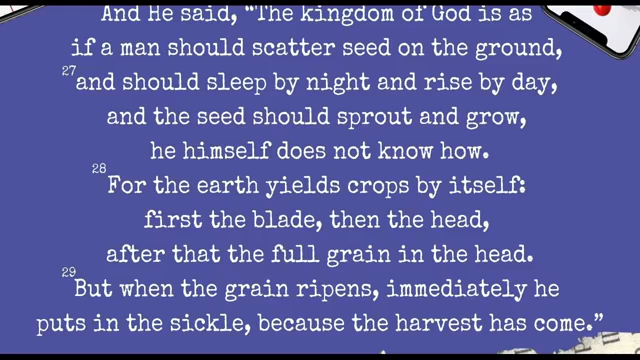 And He said, “The kingdom of God is as
if a man should scatter seed on the ground,
27 and should sleep by night and rise by day,
and the seed should sprout and grow,
he himself does not know how.
28 For the earth yields crops by itself:
first the blade, then the head,
after that the full grain in the head.
29 But when the grain ripens, immediately he
puts in the sickle, because the harvest has come.”